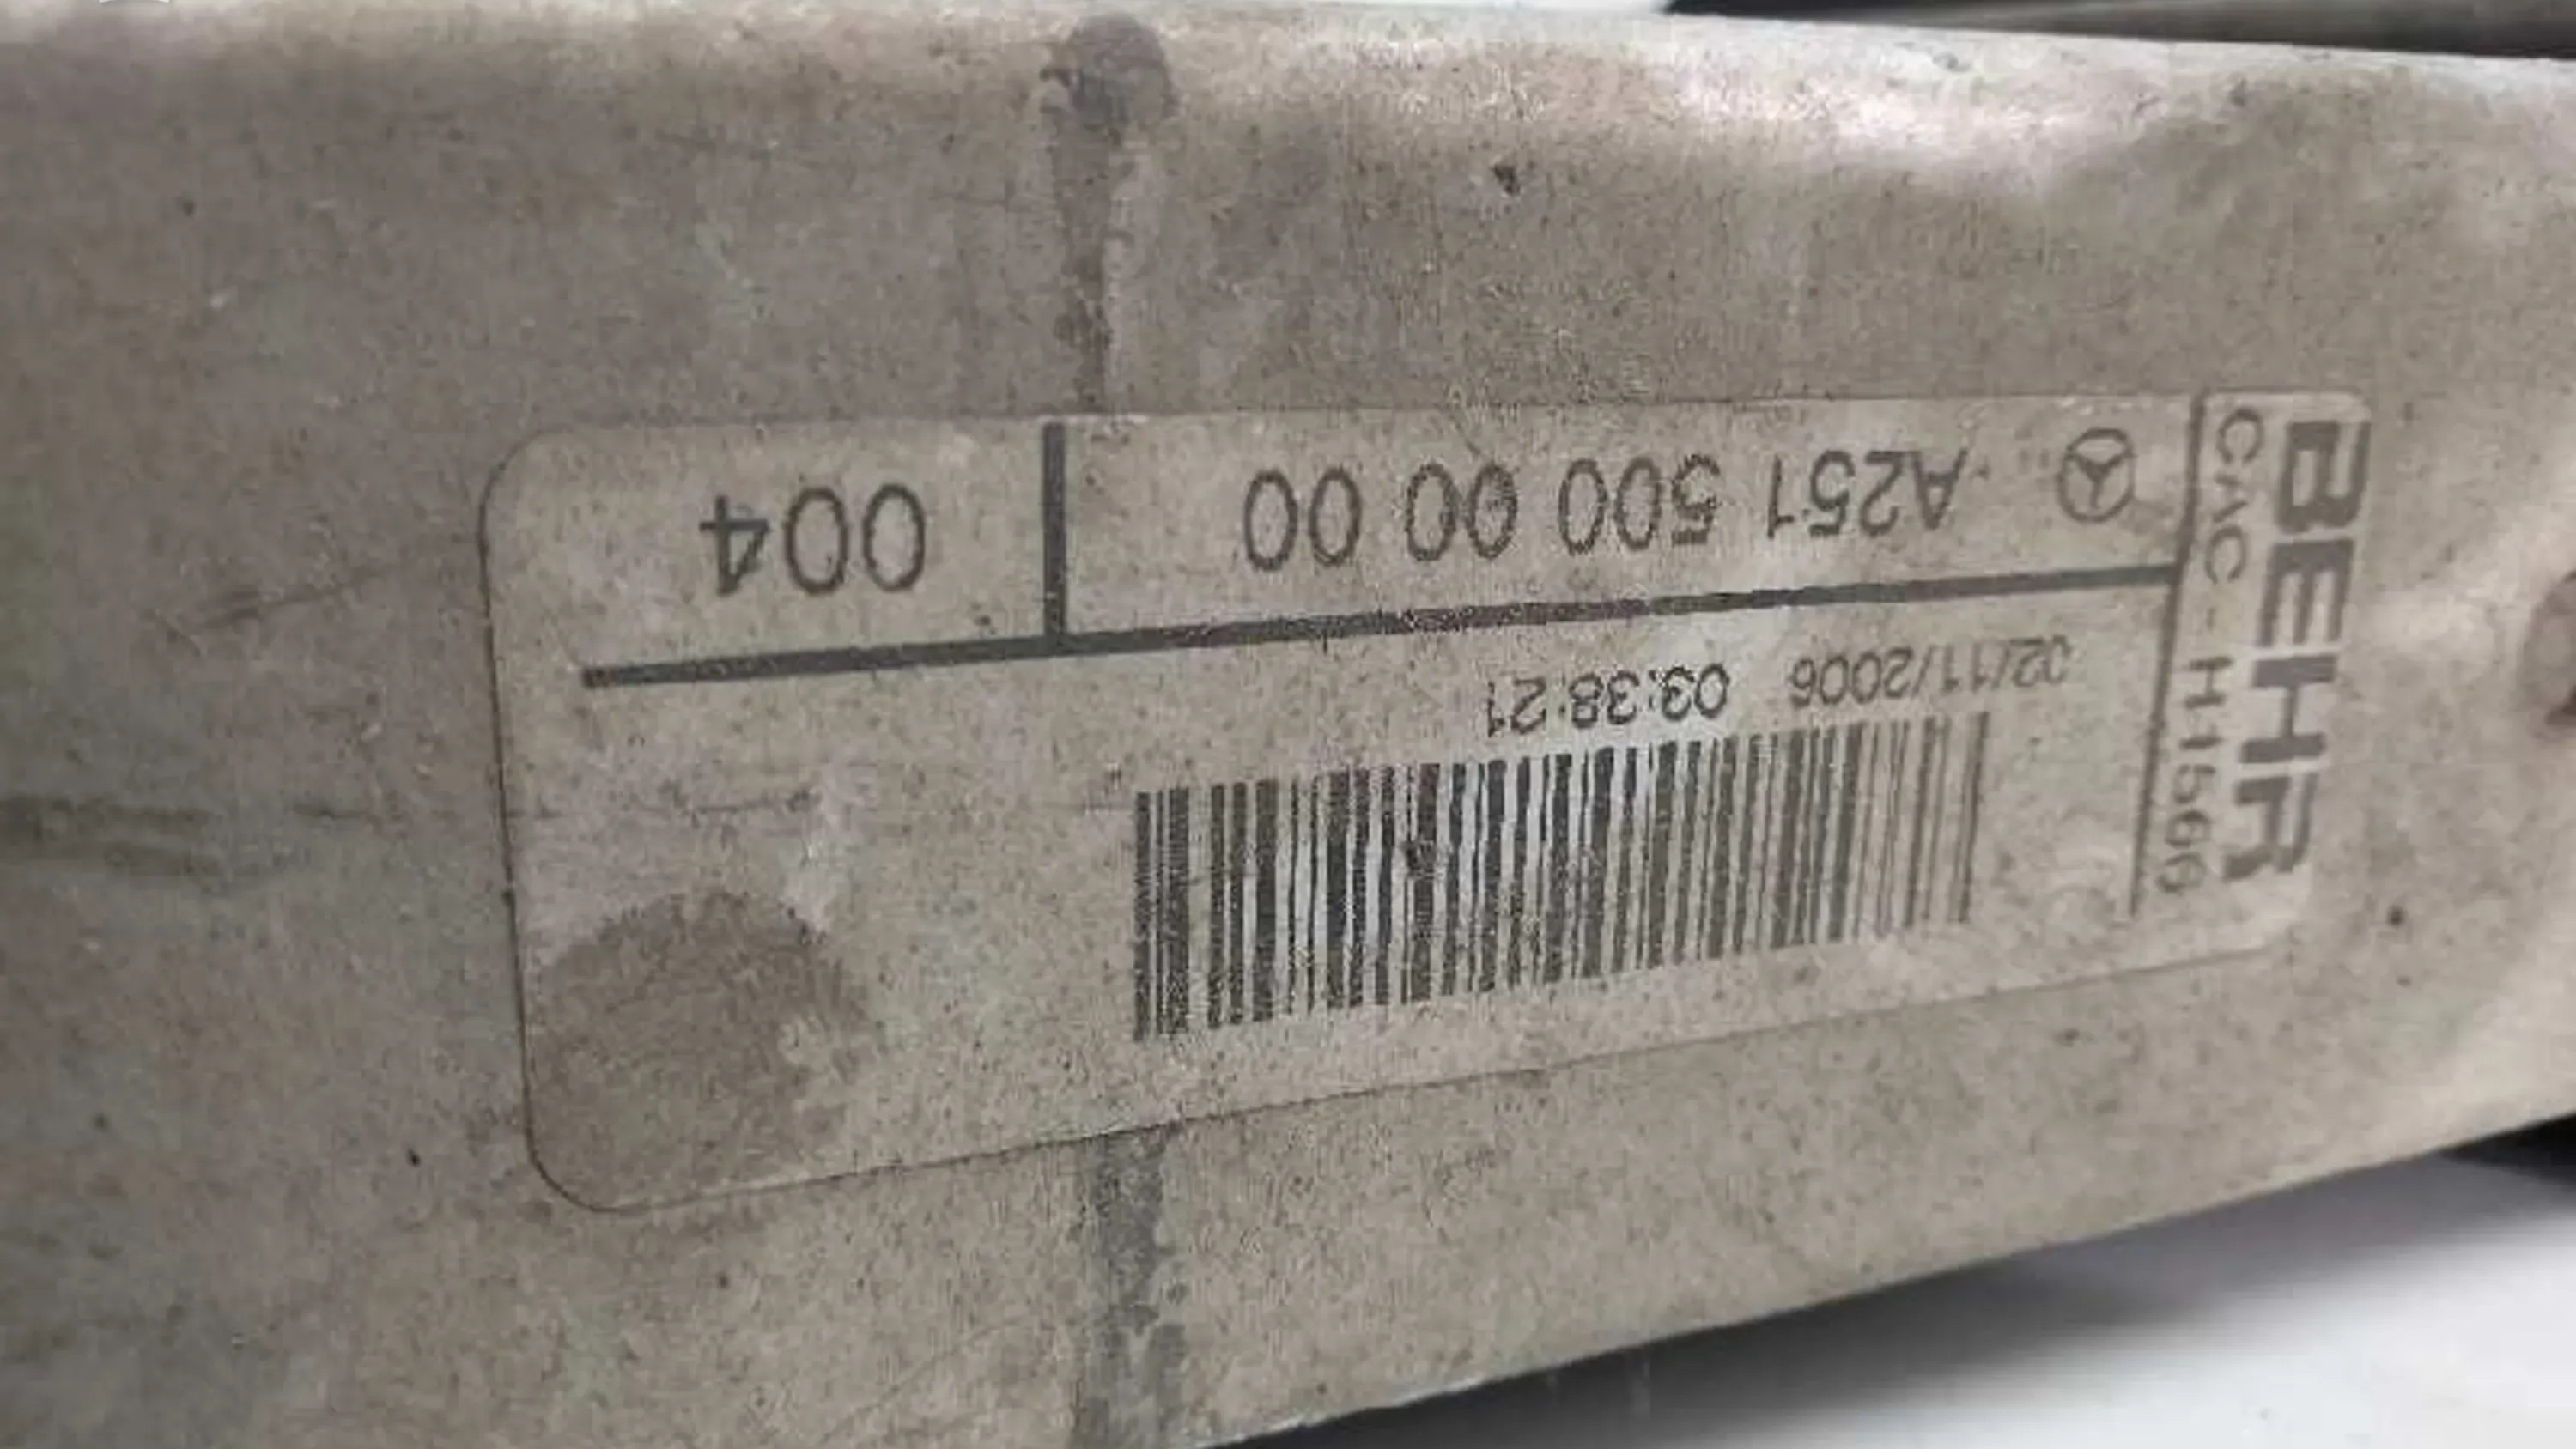 BEHR
CAC - H1566
A251 500 00 00
004
02/11/2006 03:38:21